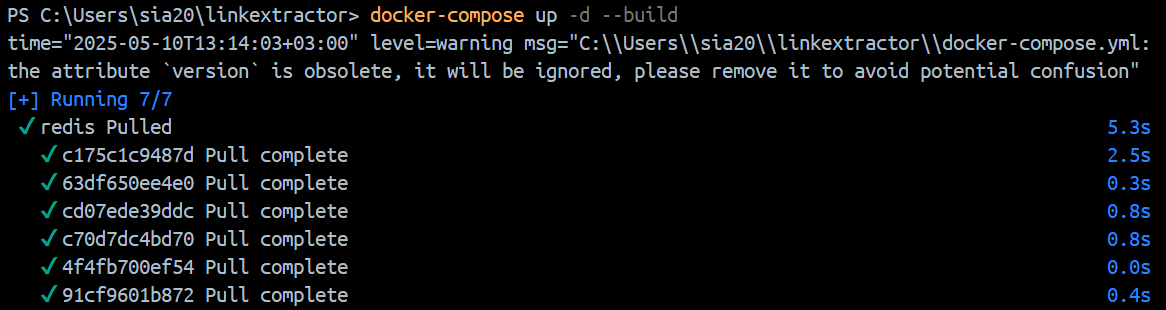 PS C:\Users\sia20\linkextractor> docker-compose up -d --build
time="2025-05-10T13:14:03+03:00" level=warning msg="C:\\Users\\sia20\\linkextractor\\docker-compose.yml:
the attribute `version` is obsolete, it will be ignored, please remove it to avoid potential confusion"
[+] Running 7/7
✔ redis Pulled 5.3s
✔ c175c1c9487d Pull complete 2.5s
✔ 63df650ee4e0 Pull complete 0.3s
✔ cd07ede39ddc Pull complete 0.8s
✔ c70d7dc4bd70 Pull complete 0.8s
✔ 4f4fb700ef54 Pull complete 0.0s
✔ 91cf9601b872 Pull complete 0.4s